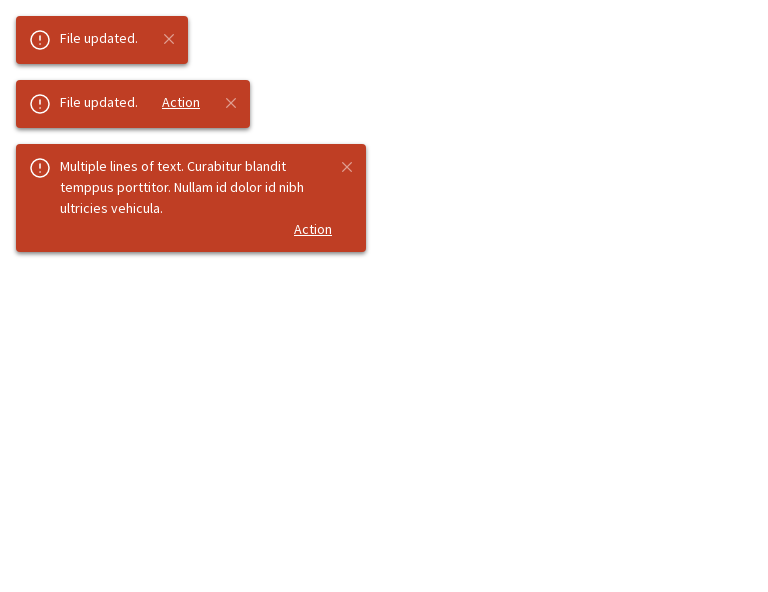 File updated.
File updated. Action
Multiple lines of text. Curabitur blandit
temppus porttitor. Nullam id dolor id nibh
ultricies vehicula.
Action